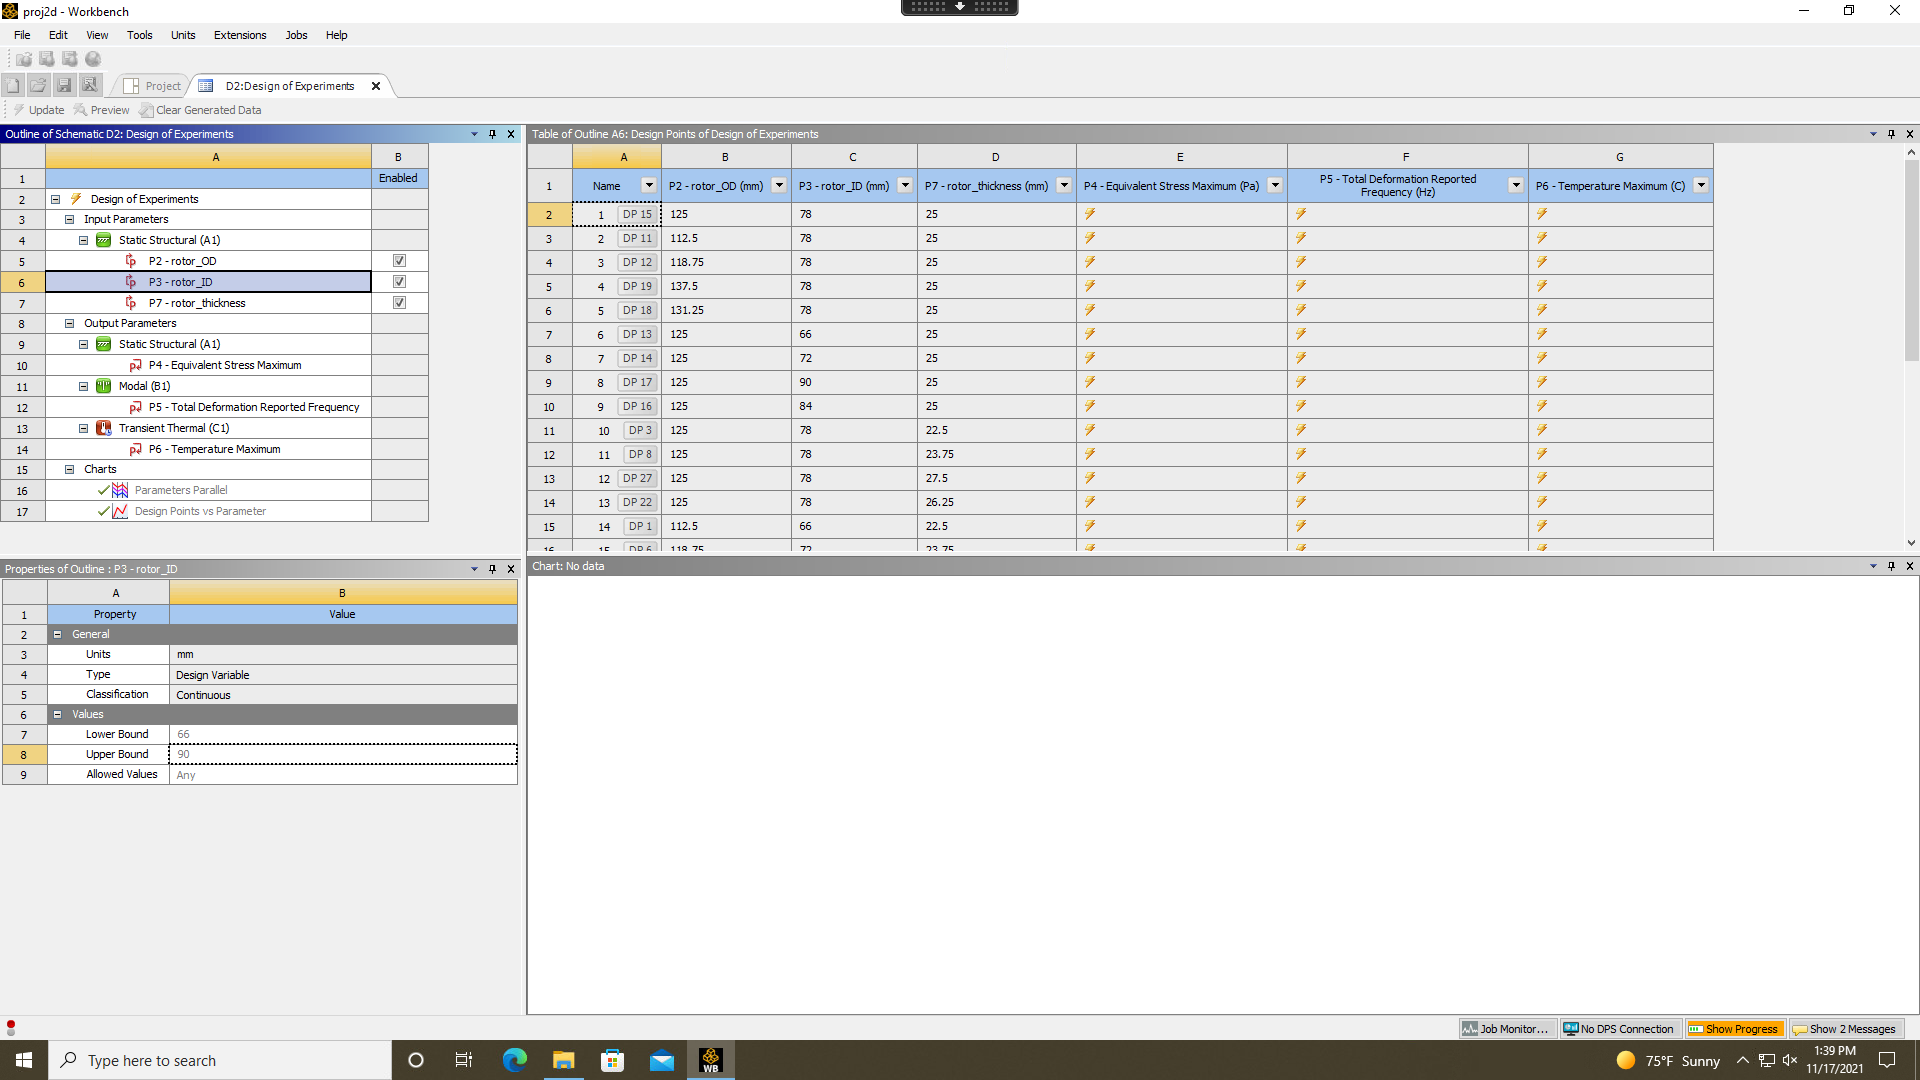 proj2d - Workbench
File Edit View Tools Units Extensions Jobs Help
Project D2:Design of Experiments
Update Preview Clear Generated Data
Outline of Schematic D2: Design of Experiments
A B
1 Enabled
2 Design of Experiments
3 Input Parameters
4 Static Structural (A1)
5 P2 - rotor_OD
6 P3 - rotor_ID
7 P7 - rotor_thickness
8 Output Parameters
9 Static Structural (A1)
10 P4 - Equivalent Stress Maximum
11 Modal (B1)
12 P5 - Total Deformation Reported Frequency
13 Transient Thermal (C1)
14 P6 - Temperature Maximum
15 Charts
16 Parameters Parallel
17 Design Points vs Parameter
Properties of Outline : P3 - rotor_ID
A B
1 Property Value
2 General
3 Units mm
4 Type Design Variable
5 Classification Continuous
6 Values
7 Lower Bound 66
8 Upper Bound 90
9 Allowed Values Any
Table of Outline A6: Design Points of Design of Experiments
A B C D E F G
1 Name P2 - rotor_OD (mm) P3 - rotor_ID (mm) P7 - rotor_thickness (mm) P4 - Equivalent Stress Maximum (Pa) P5 - Total Deformation Reported Frequency (Hz) P6 - Temperature Maximum (C)
2 1 DP 15 125 78 25
3 2 DP 11 112.5 78 25
4 3 DP 12 118.75 78 25
5 4 DP 19 137.5 78 25
6 5 DP 18 131.25 78 25
7 6 DP 13 125 66 25
8 7 DP 14 125 72 25
9 8 DP 17 125 90 25
10 9 DP 16 125 84 25
11 10 DP 3 125 78 22.5
12 11 DP 8 125 78 23.75
13 12 DP 27 125 78 27.5
14 13 DP 22 125 78 26.25
15 14 DP 1 112.5 66 22.5
16 15 DP 6 118.75 72 23.75
Chart: No data
Job Monitor... No DPS Connection Show Progress Show 2 Messages
Type here to search
WB
75°F Sunny
1:39 PM
11/17/2021